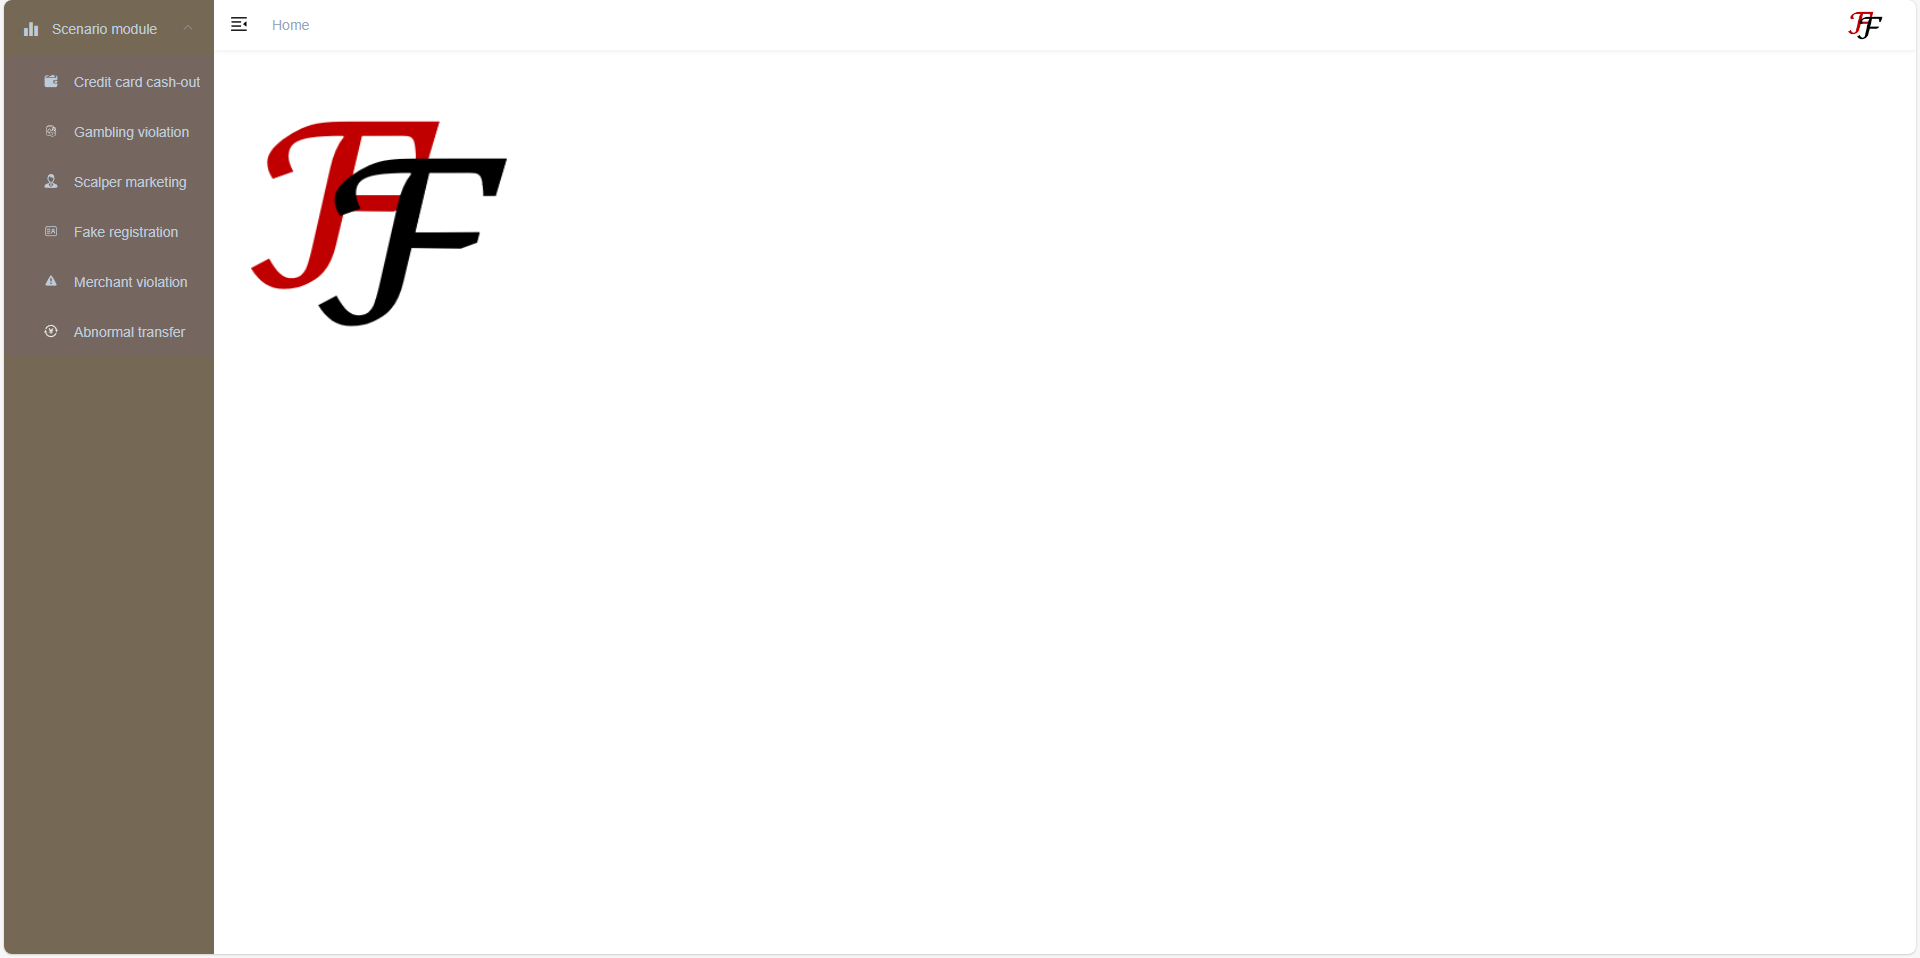 Scenario module
Home
Credit card cash-out
Gambling violation
Scalper marketing
Fake registration
Merchant violation
Abnormal transfer
FF
FF